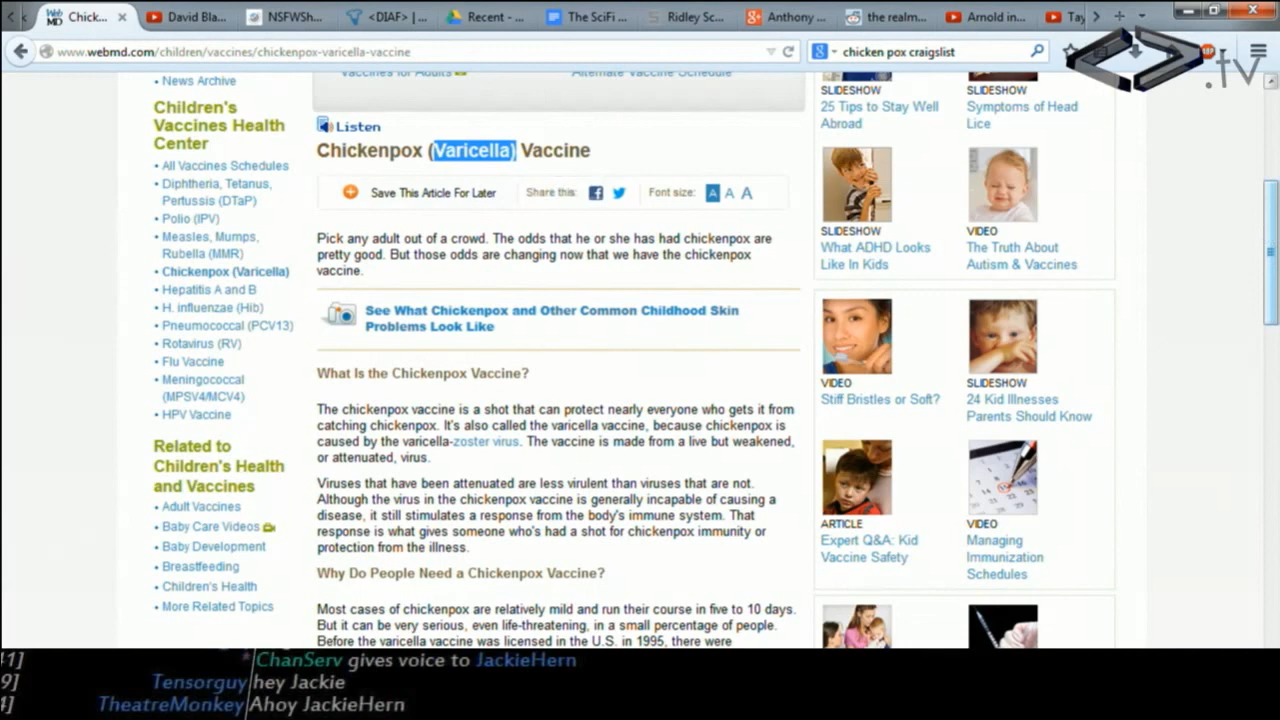 Web
MD
Chick...
David Bla...
NSFWSh...
<DIAF> | ...
Recent - ...
The SciFi ...
Ridley Sc...
Anthony ...
the realm...
Arnold in...
Tay
www.webmd.com/children/vaccines/chickenpox-varicella-vaccine
chicken pox craigslist
.tv
News Archive
Children's
Vaccines Health
Center
• All Vaccines Schedules
• Diphtheria, Tetanus,
Pertussis (DTaP)
• Polio (IPV)
• Measles, Mumps,
Rubella (MMR)
• Chickenpox (Varicella)
• Hepatitis A and B
• H. influenzae (Hib)
• Pneumococcal (PCV13)
• Rotavirus (RV)
• Flu Vaccine
• Meningococcal
(MPSV4/MCV4)
• HPV Vaccine
Related to
Children's Health
and Vaccines
• Adult Vaccines
• Baby Care Videos
• Baby Development
• Breastfeeding
• Children's Health
• More Related Topics
Vaccines for Adults
Alternate Vaccine Schedule
Listen
Chickenpox (Varicella) Vaccine
Save This Article For Later
Share this:
Font size:
A A A
Pick any adult out of a crowd. The odds that he or she has had chickenpox are
pretty good. But those odds are changing now that we have the chickenpox
vaccine.
See What Chickenpox and Other Common Childhood Skin
Problems Look Like
What Is the Chickenpox Vaccine?
The chickenpox vaccine is a shot that can protect nearly everyone who gets it from
catching chickenpox. It's also called the varicella vaccine, because chickenpox is
caused by the varicella-zoster virus. The vaccine is made from a live but weakened,
or attenuated, virus.
Viruses that have been attenuated are less virulent than viruses that are not.
Although the virus in the chickenpox vaccine is generally incapable of causing a
disease, it still stimulates a response from the body's immune system. That
response is what gives someone who's had a shot for chickenpox immunity or
protection from the illness.
Why Do People Need a Chickenpox Vaccine?
Most cases of chickenpox are relatively mild and run their course in five to 10 days.
But it can be very serious, even life-threatening, in a small percentage of people.
Before the varicella vaccine was licensed in the U.S. in 1995, there were
SLIDESHOW
25 Tips to Stay Well
Abroad
SLIDESHOW
Symptoms of Head
Lice
SLIDESHOW
What ADHD Looks
Like In Kids
VIDEO
The Truth About
Autism & Vaccines
VIDEO
Stiff Bristles or Soft?
SLIDESHOW
24 Kid Illnesses
Parents Should Know
ARTICLE
Expert Q&A: Kid
Vaccine Safety
VIDEO
Managing
Immunization
Schedules
41] * ChanServ gives voice to JackieHern
9] Tensorguy hey Jackie
4] TheatreMonkey Ahoy JackieHern